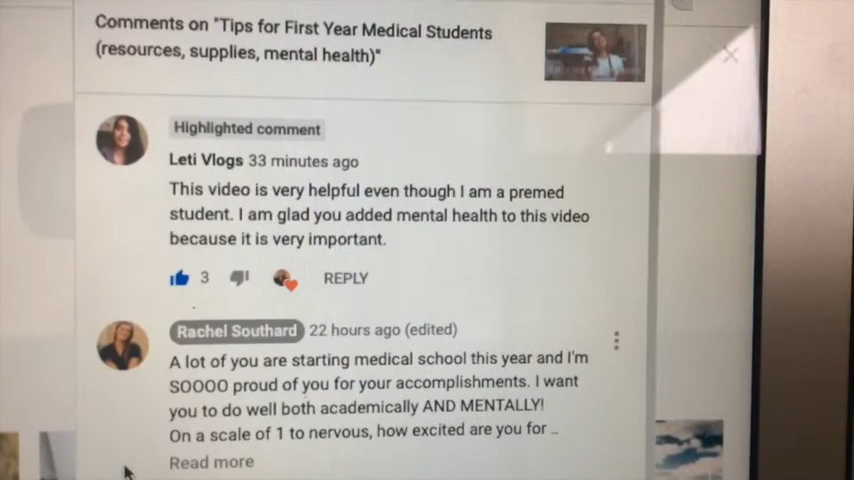 Comments on "Tips for First Year Medical Students
(resources, supplies, mental health)"
Highlighted comment
Leti Vlogs 33 minutes ago
This video is very helpful even though I am a premed
student. I am glad you added mental health to this video
because it is very important.
3 REPLY
Rachel Southard 22 hours ago (edited)
A lot of you are starting medical school this year and I'm
SOOOO proud of you for your accomplishments. I want
you to do well both academically AND MENTALLY!
On a scale of 1 to nervous, how excited are you for ...
Read more